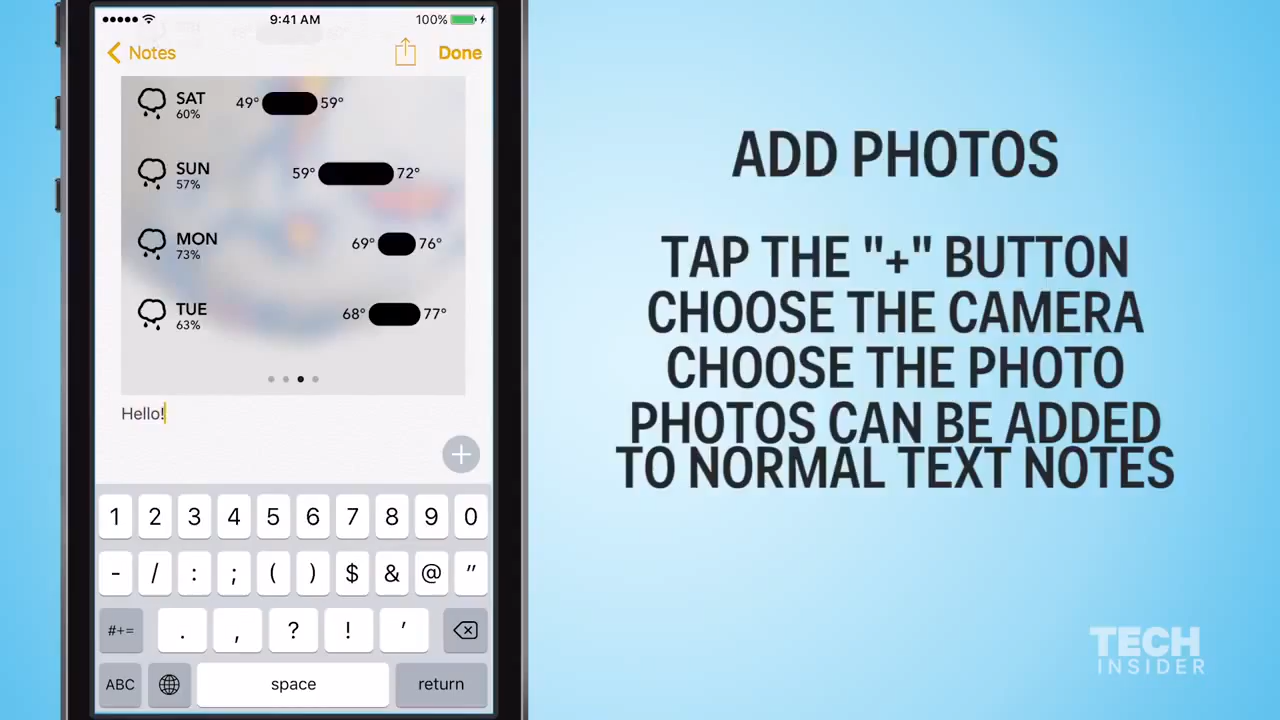 9:41 AM
100%
Notes
Done
SAT
60%
49° 59°
SUN
57%
59° 72°
MON
73%
69° 76°
TUE
63%
68° 77°
Hello!
+
1 2 3 4 5 6 7 8 9 0
- / : ; ( ) $ & @ "
#+= . , ? ! '
ABC space return
ADD PHOTOS
TAP THE "+" BUTTON
CHOOSE THE CAMERA
CHOOSE THE PHOTO
PHOTOS CAN BE ADDED
TO NORMAL TEXT NOTES
TECH
INSIDER